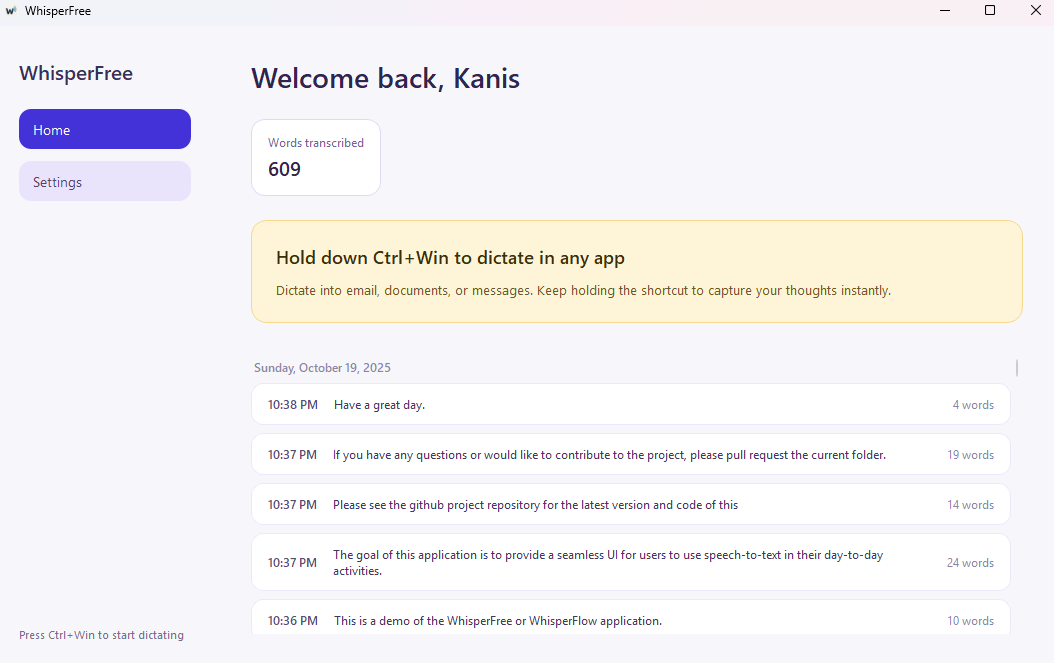 WhisperFree
WhisperFree
Home
Settings
Welcome back, Kanis
Words transcribed
609
Hold down Ctrl+Win to dictate in any app
Dictate into email, documents, or messages. Keep holding the shortcut to capture your thoughts instantly.
Sunday, October 19, 2025
10:38 PM Have a great day. 4 words
10:37 PM If you have any questions or would like to contribute to the project, please pull request the current folder. 19 words
10:37 PM Please see the github project repository for the latest version and code of this 14 words
10:37 PM The goal of this application is to provide a seamless UI for users to use speech-to-text in their day-to-day 24 words
activities.
10:36 PM This is a demo of the WhisperFree or WhisperFlow application. 10 words
Press Ctrl+Win to start dictating